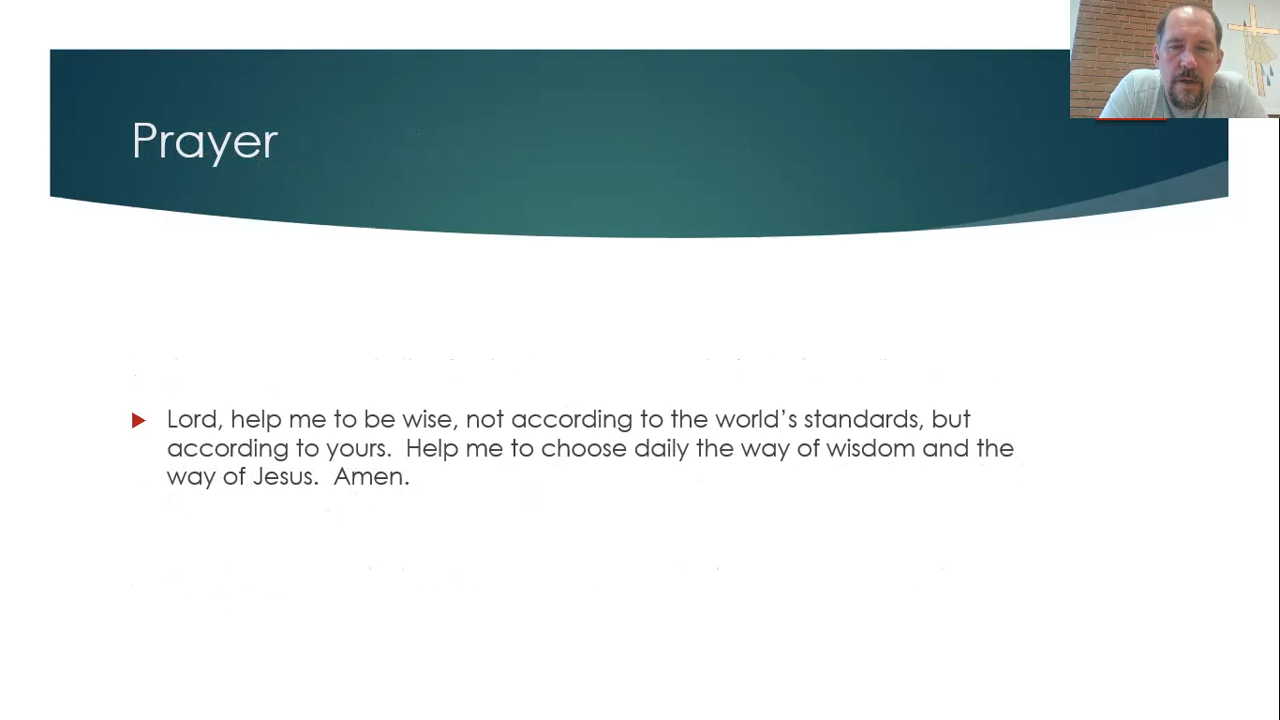 Prayer
Lord, help me to be wise, not according to the world’s standards, but
according to yours.  Help me to choose daily the way of wisdom and the
way of Jesus.  Amen.